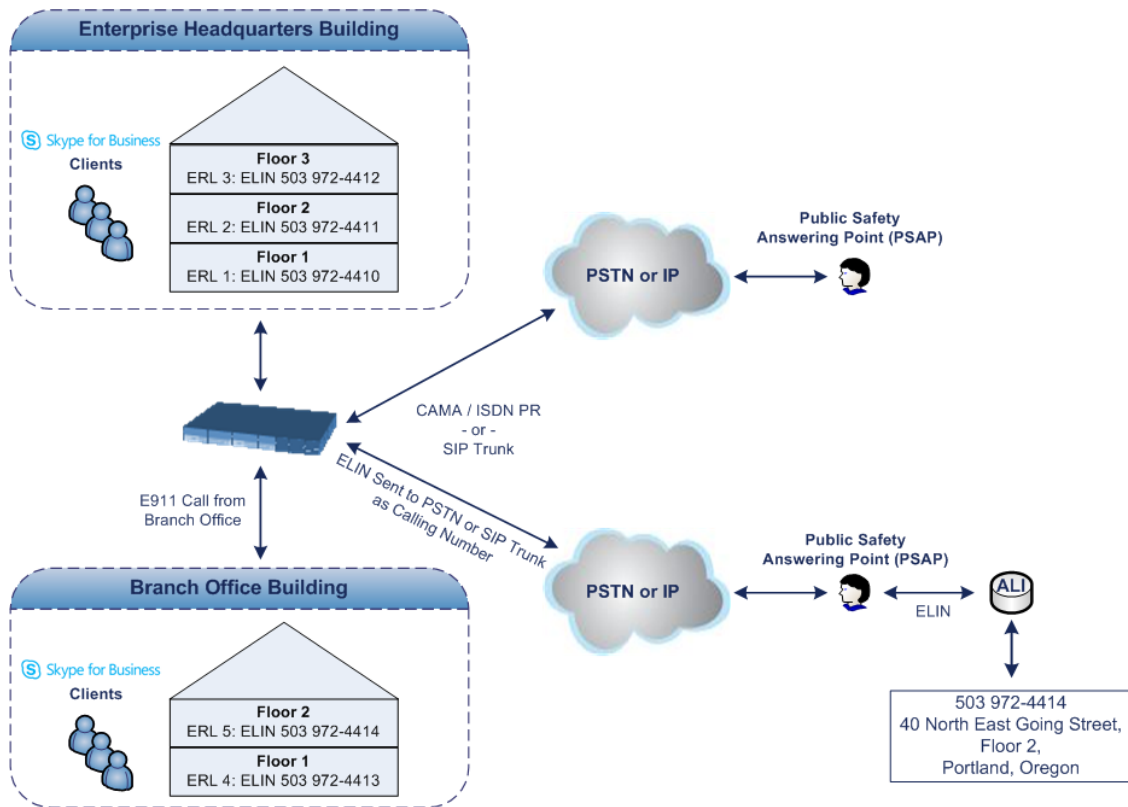 Enterprise Headquarters Building
S Skype for Business
Clients
Floor 3
ERL 3: ELIN 503 972-4412
Floor 2
ERL 2: ELIN 503 972-4411
Floor 1
ERL 1: ELIN 503 972-4410
PSTN or IP
Public Safety
Answering Point (PSAP)
CAMA / ISDN PR
- or -
SIP Trunk
ELIN Sent to PSTN or SIP Trunk
as Calling Number
E911 Call from
Branch Office
PSTN or IP
Public Safety
Answering Point (PSAP)
ELIN
ALI
503 972-4414
40 North East Going Street,
Floor 2,
Portland, Oregon
Branch Office Building
S Skype for Business
Clients
Floor 2
ERL 5: ELIN 503 972-4414
Floor 1
ERL 4: ELIN 503 972-4413